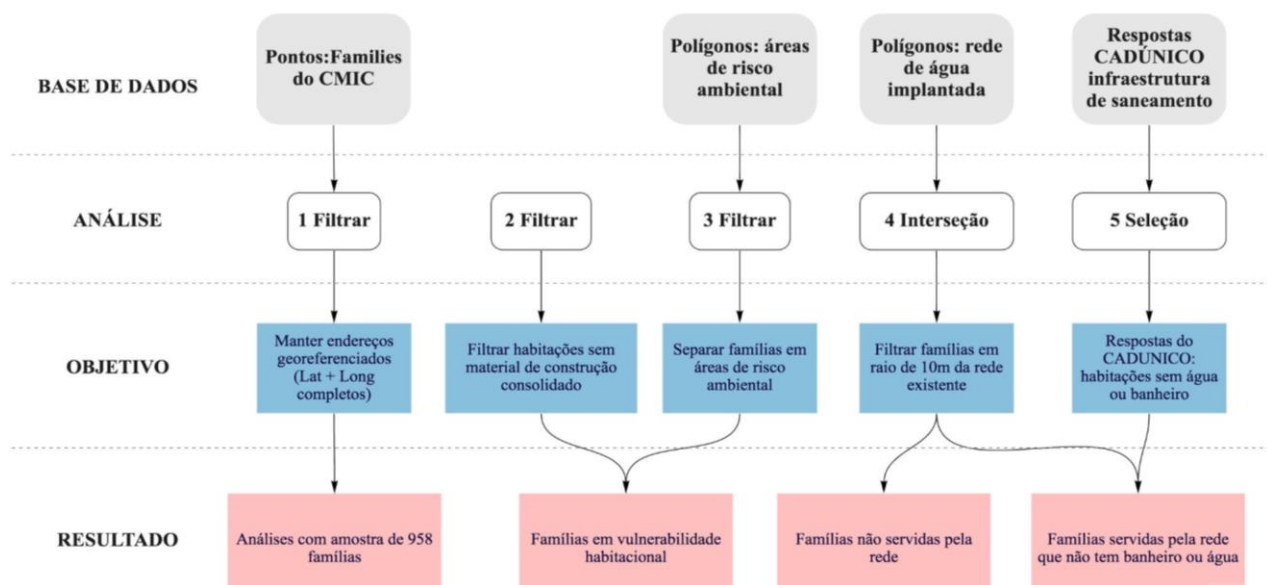 BASE DE DADOS
Pontos:Families
do CMIC
Polígonos: áreas
de risco
ambiental
Polígonos: rede
de água
implantada
Respostas
CADÚNICO
infraestrutura
de saneamento
ANÁLISE
1 Filtrar
2 Filtrar
3 Filtrar
4 Interseção
5 Seleção
OBJETIVO
Manter endereços
georeferenciados
(Lat + Long
completos)
Filtrar habitações sem
material de construção
consolidado
Separar famílias em
áreas de risco
ambiental
Filtrar famílias em
raio de 10m da rede
existente
Respostas do
CADUNICO:
habitações sem água
ou banheiro
RESULTADO
Análises com amostra de 958
famílias
Famílias em vulnerabilidade
habitacional
Famílias não servidas pela
rede
Famílias servidas pela rede
que não tem banheiro ou água